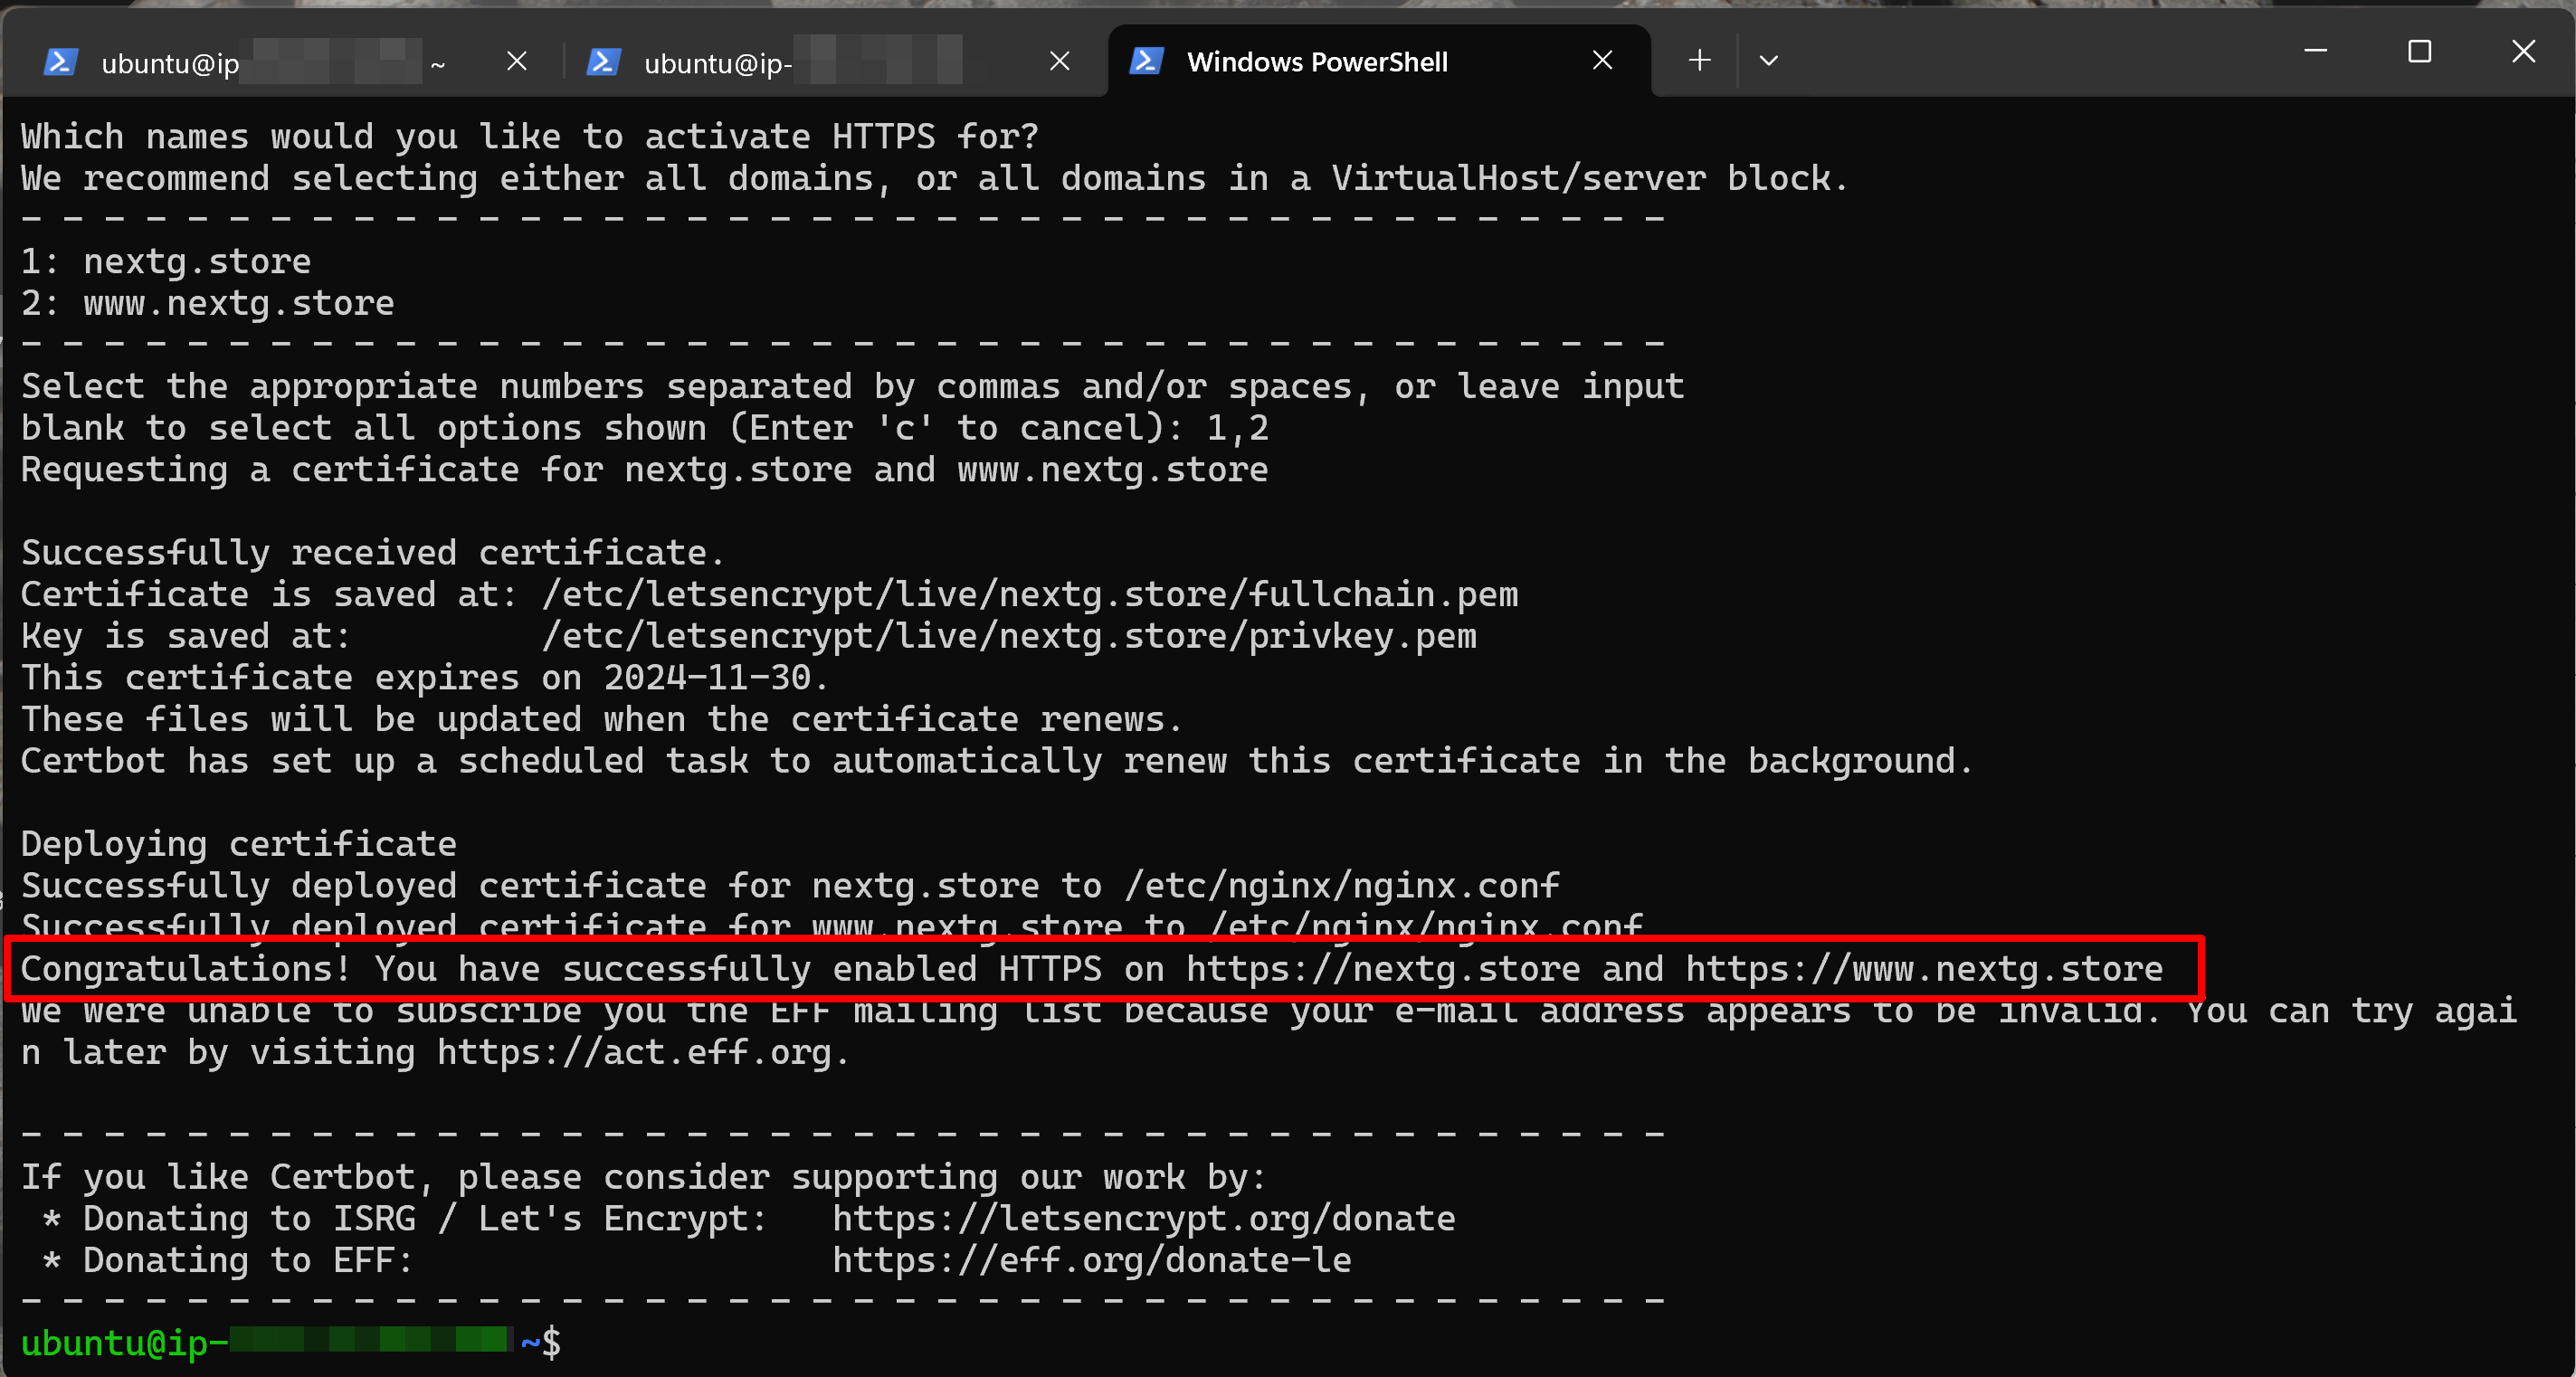 ubuntu@ip ~
ubuntu@ip-
Windows PowerShell
Which names would you like to activate HTTPS for?
We recommend selecting either all domains, or all domains in a VirtualHost/server block.
- - - - - - - - - - - - - - - - - - - - - - - - - - - - - - - - - - - - - - - -
1: nextg.store
2: www.nextg.store
- - - - - - - - - - - - - - - - - - - - - - - - - - - - - - - - - - - - - - - -
Select the appropriate numbers separated by commas and/or spaces, or leave input
blank to select all options shown (Enter 'c' to cancel): 1,2
Requesting a certificate for nextg.store and www.nextg.store
Successfully received certificate.
Certificate is saved at: /etc/letsencrypt/live/nextg.store/fullchain.pem
Key is saved at:         /etc/letsencrypt/live/nextg.store/privkey.pem
This certificate expires on 2024-11-30.
These files will be updated when the certificate renews.
Certbot has set up a scheduled task to automatically renew this certificate in the background.
Deploying certificate
Successfully deployed certificate for nextg.store to /etc/nginx/nginx.conf
Successfully deployed certificate for www.nextg.store to /etc/nginx/nginx.conf
Congratulations! You have successfully enabled HTTPS on https://nextg.store and https://www.nextg.store
We were unable to subscribe you the EFF mailing list because your e-mail address appears to be invalid. You can try agai
n later by visiting https://act.eff.org.
- - - - - - - - - - - - - - - - - - - - - - - - - - - - - - - - - - - - - - - -
If you like Certbot, please consider supporting our work by:
 * Donating to ISRG / Let's Encrypt:   https://letsencrypt.org/donate
 * Donating to EFF:                    https://eff.org/donate-le
- - - - - - - - - - - - - - - - - - - - - - - - - - - - - - - - - - - - - - - -
ubuntu@ip- ~$